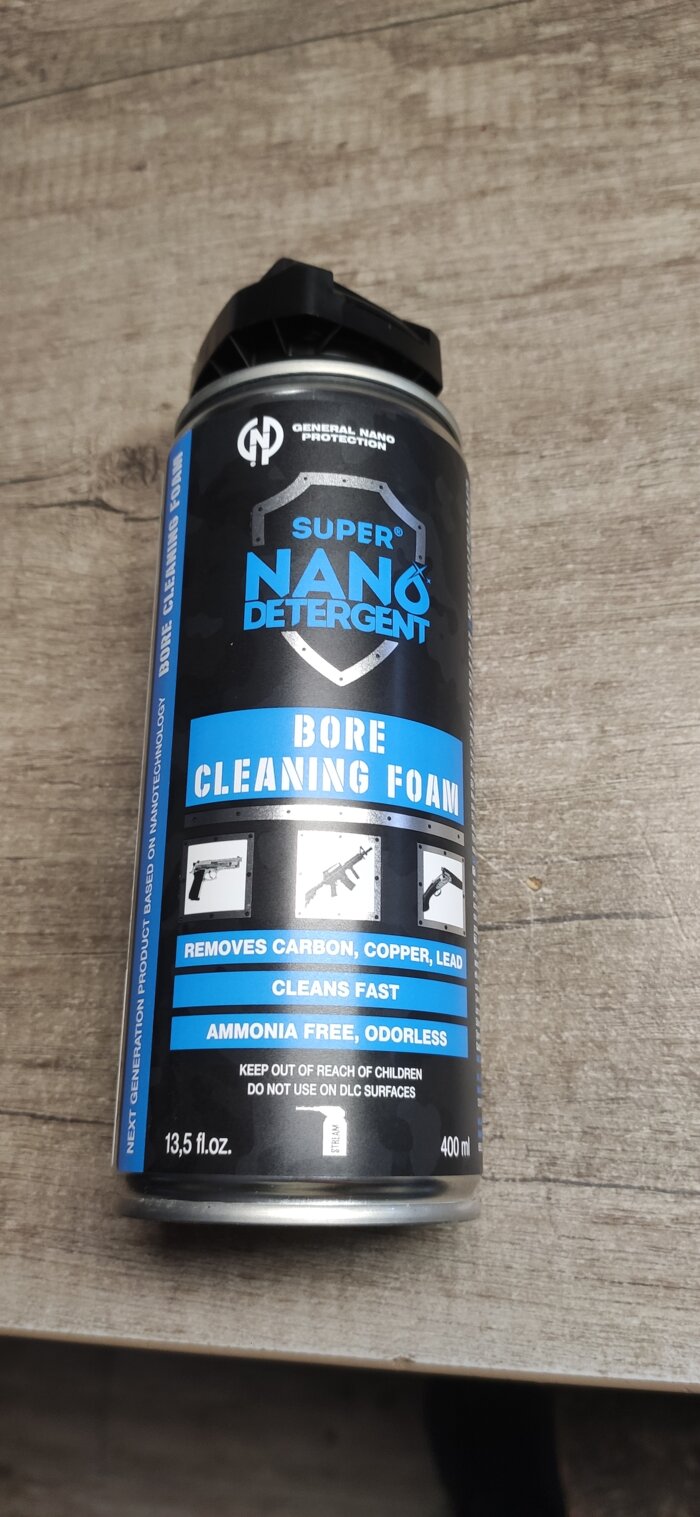 GENERAL NANO
PROTECTION
SUPER®
NANO
DETERGENT
BORE
CLEANING FOAM
REMOVES CARBON, COPPER, LEAD
CLEANS FAST
AMMONIA FREE, ODORLESS
KEEP OUT OF REACH OF CHILDREN
DO NOT USE ON DLC SURFACES
STREAM
13,5 fl.oz.
400 ml
NEXT GENERATION PRODUCT BASED ON NANOTECHNOLOGY BORE CLEANING FOAM